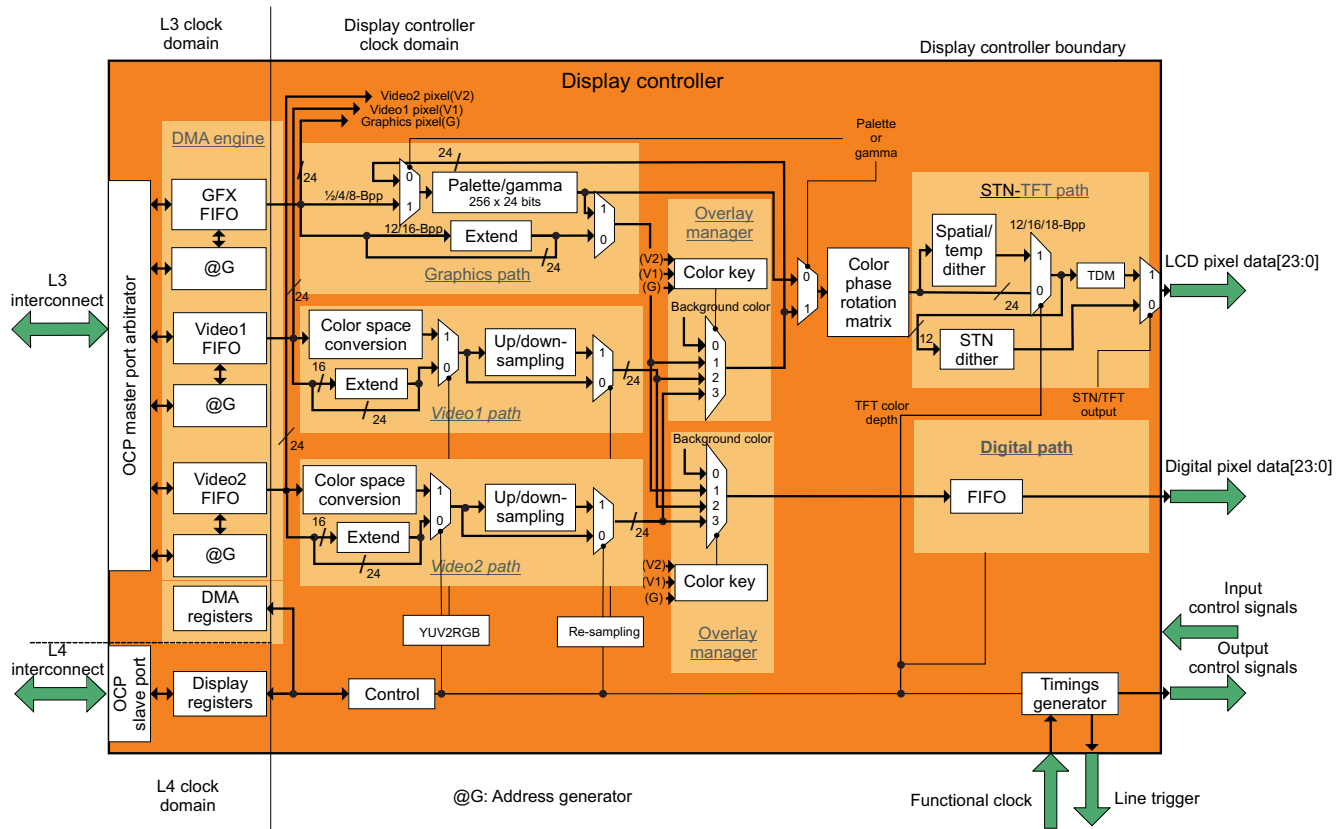 L3 clock
domain
Display controller
clock domain
Display controller boundary
Display controller
Video2 pixel(V2)
Video1 pixel(V1)
Graphics pixel(G)
DMA engine
Palette
or
gamma
24
24
0
1
½/4/8-Bpp
Palette/gamma
256 x 24 bits
1
0
12/16-Bpp
Extend
24
Graphics path
GFX
FIFO
@G
Overlay
manager
(V2)
(V1)
(G)
Color key
Background color
0
1
2
3
0
1
Color
phase
rotation
matrix
STN-TFT path
12/16/18-Bpp
Spatial/
temp
dither
1
0
24
TDM
1
0
12
STN
dither
LCD pixel data[23:0]
L3
interconnect
OCP master port arbitrator
24
Video1
FIFO
@G
Color space
conversion
1
0
Up/down-
sampling
1
0
24
16
Extend
24
Video1 path
TFT color
depth
STN/TFT
output
24
Video2
FIFO
@G
Color space
conversion
1
0
Up/down-
sampling
1
0
24
16
Extend
24
Video2 path
Background color
0
1
2
3
(V2)
(V1)
(G)
Color key
Overlay
manager
Digital path
FIFO
Digital pixel data[23:0]
DMA
registers
YUV2RGB
Re-sampling
Input
control signals
L4
interconnect
OCP
slave port
Display
registers
Control
Timings
generator
Output
control signals
L4 clock
domain
@G: Address generator
Functional clock
Line trigger